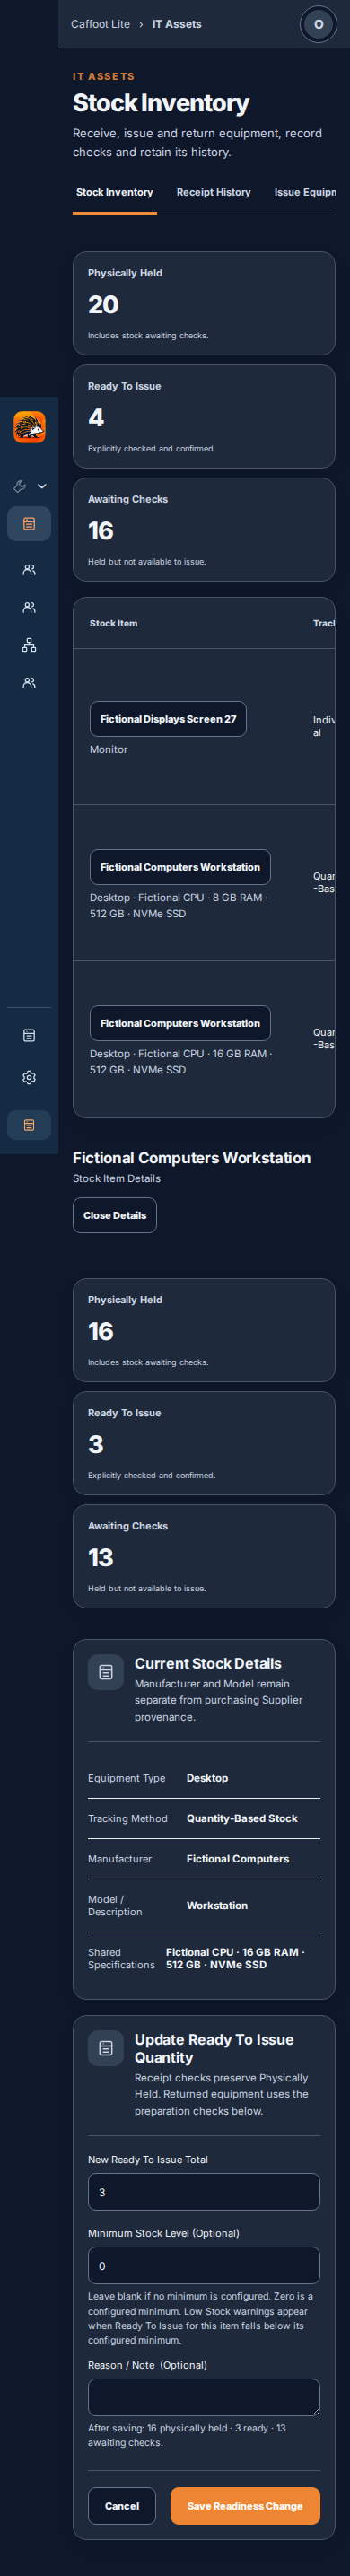 Caffoot Lite › IT Assets
O
IT ASSETS
Stock Inventory
Receive, issue and return equipment, record
checks and retain its history.
Stock Inventory Receipt History Issue Equipm
Physically Held
20
Includes stock awaiting checks.
Ready To Issue
4
Explicitly checked and confirmed.
Awaiting Checks
16
Held but not available to issue.
Stock Item Track
Fictional Displays Screen 27
Monitor
Indiv
al
Fictional Computers Workstation
Desktop · Fictional CPU · 8 GB RAM ·
512 GB · NVMe SSD
Quan
-Bas
Fictional Computers Workstation
Desktop · Fictional CPU · 16 GB RAM ·
512 GB · NVMe SSD
Quan
-Bas
Fictional Computers Workstation
Stock Item Details
Close Details
Physically Held
16
Includes stock awaiting checks.
Ready To Issue
3
Explicitly checked and confirmed.
Awaiting Checks
13
Held but not available to issue.
Current Stock Details
Manufacturer and Model remain
separate from purchasing Supplier
provenance.
Equipment Type Desktop
Tracking Method Quantity-Based Stock
Manufacturer Fictional Computers
Model /
Description
Workstation
Shared
Specifications
Fictional CPU · 16 GB RAM ·
512 GB · NVMe SSD
Update Ready To Issue
Quantity
Receipt checks preserve Physically
Held. Returned equipment uses the
preparation checks below.
New Ready To Issue Total
3
Minimum Stock Level (Optional)
0
Leave blank if no minimum is configured. Zero is a
configured minimum. Low Stock warnings appear
when Ready To Issue for this item falls below its
configured minimum.
Reason / Note (Optional)
After saving: 16 physically held · 3 ready · 13
awaiting checks.
Cancel Save Readiness Change